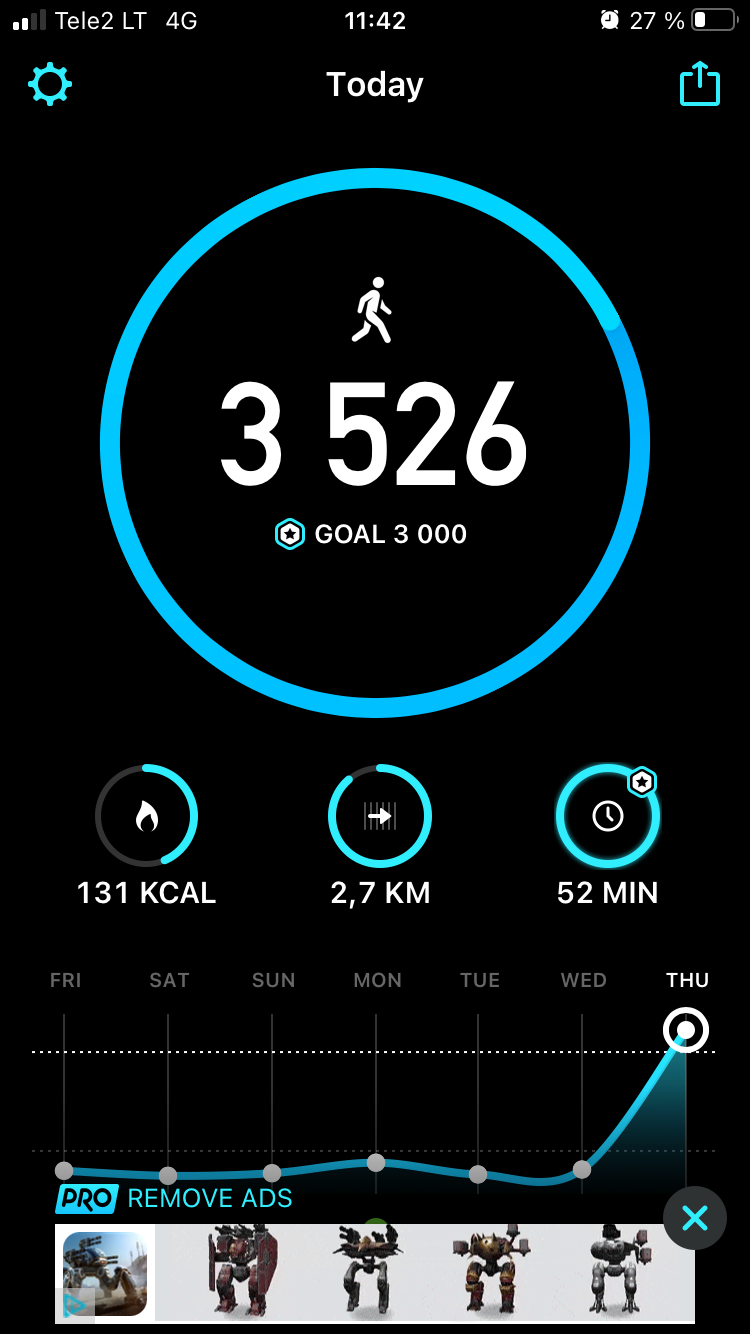 Tele2 LT 4G 11:42 27 %
Today
3 526
GOAL 3 000
131 KCAL 2,7 KM 52 MIN
FRI SAT SUN MON TUE WED THU
PRO REMOVE ADS